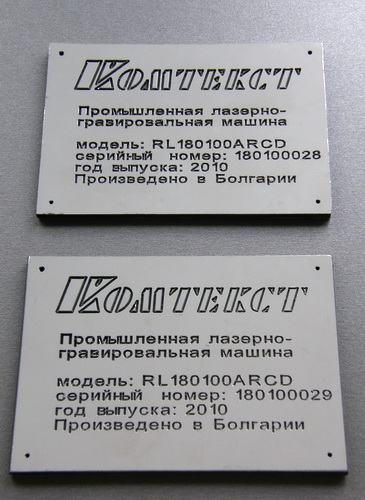 Комтекст
Промышленная лазерно-
гравировальная машина
модель: RL180100ARCD
серийный номер: 180100028
год выпуска: 2010
Произведено в Болгарии
Комтекст
Промышленная лазерно-
гравировальная машина
модель: RL180100ARCD
серийный номер: 180100029
год выпуска: 2010
Произведено в Болгарии